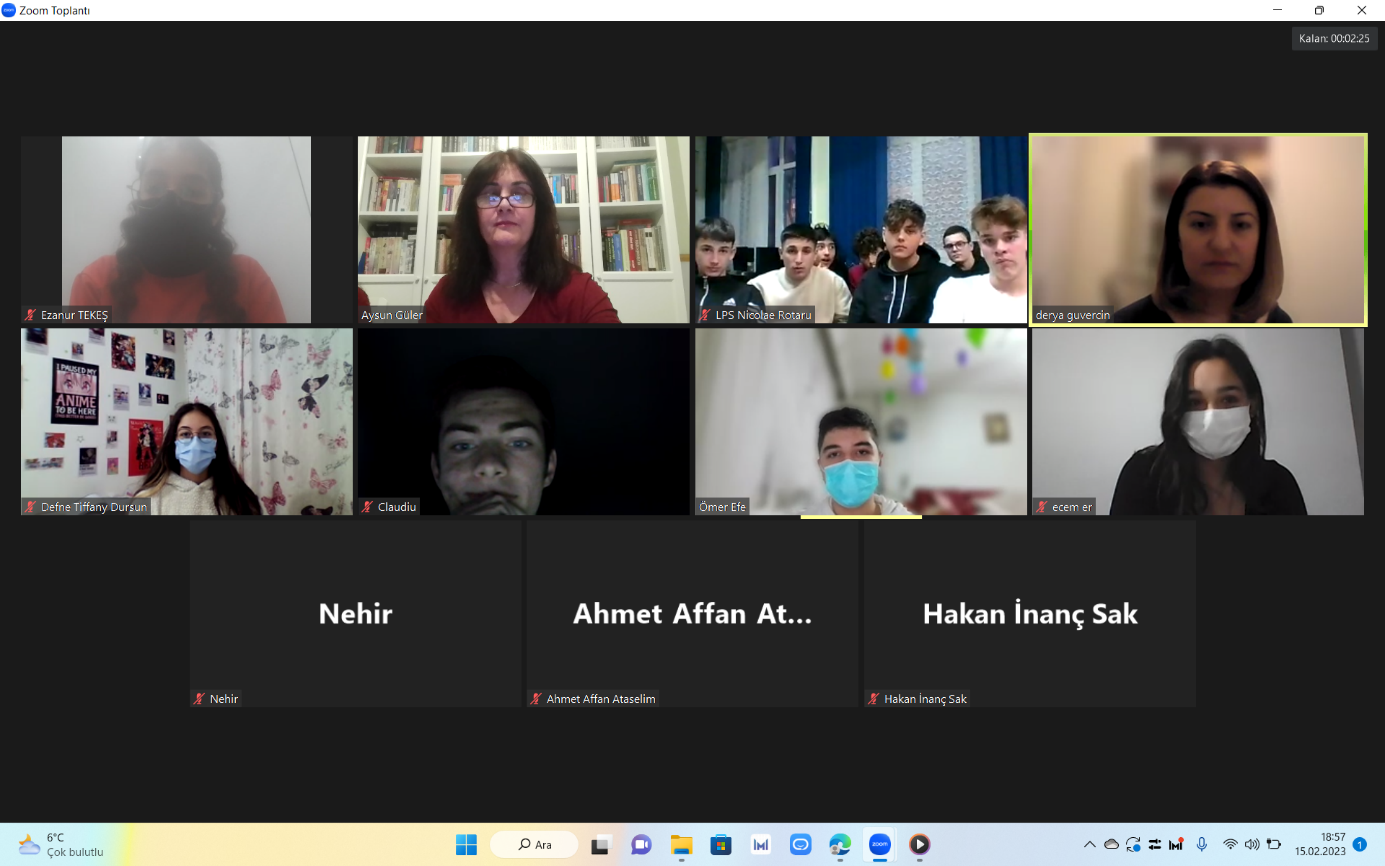 Zoom Toplantı
Kalan: 00:02:25
Ezanur TEKEŞ
Aysun Güler
LPS Nicolae Rotaru
derya guvercin
I PAUSED MY
ANIME
TO BE HERE
Defne Tiffany Dursun
Claudiu
Ömer Efe
ecem er
Nehir
Ahmet Affan At...
Hakan İnanç Sak
Nehir
Ahmet Affan Ataselim
Hakan İnanç Sak
6°C
Çok bulutlu
Ara
zoom
18:57
15.02.2023
1